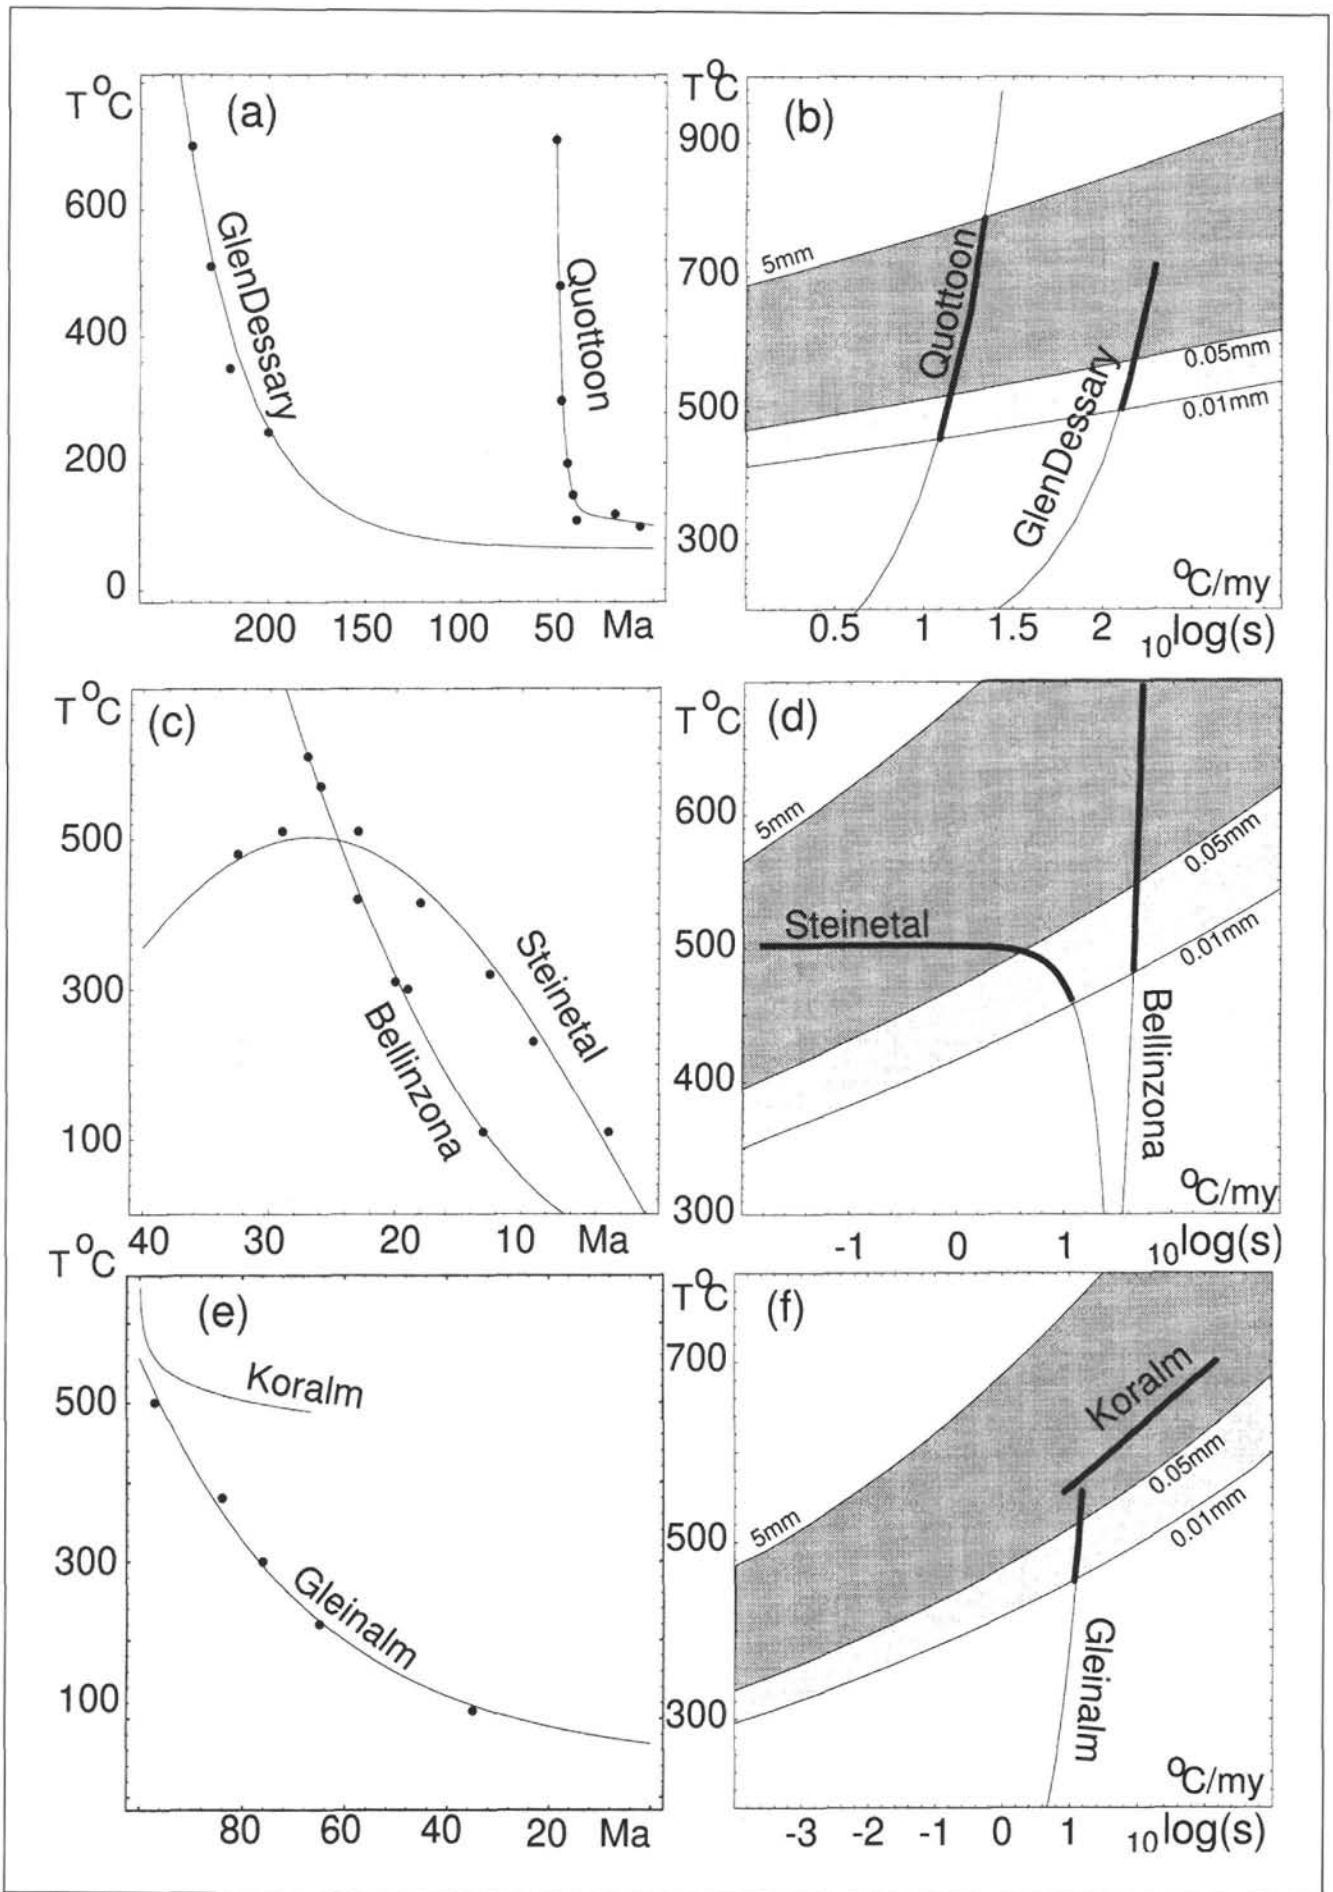 T°C
(a)
600
400
200
0
GlenDessary
Quottoon
200 150 100 50 Ma
T°C
(b)
900
700
500
300
5mm
Quottoon
GlenDessary
0.05mm
0.01mm
°C/my
0.5 1 1.5 2 10log(s)
T°C
(c)
500
300
100
Steinetal
Bellinzona
40 30 20 10 Ma
T°C
(d)
600
500
400
300
5mm
Steinetal
0.05mm
0.01mm
Bellinzona
°C/my
-1 0 1 10log(s)
T°C
(e)
500
300
100
Koralm
Gleinalm
80 60 40 20 Ma
T°C
(f)
700
500
300
5mm
Koralm
0.05mm
0.01mm
Gleinalm
°C/my
-3 -2 -1 0 1 10log(s)